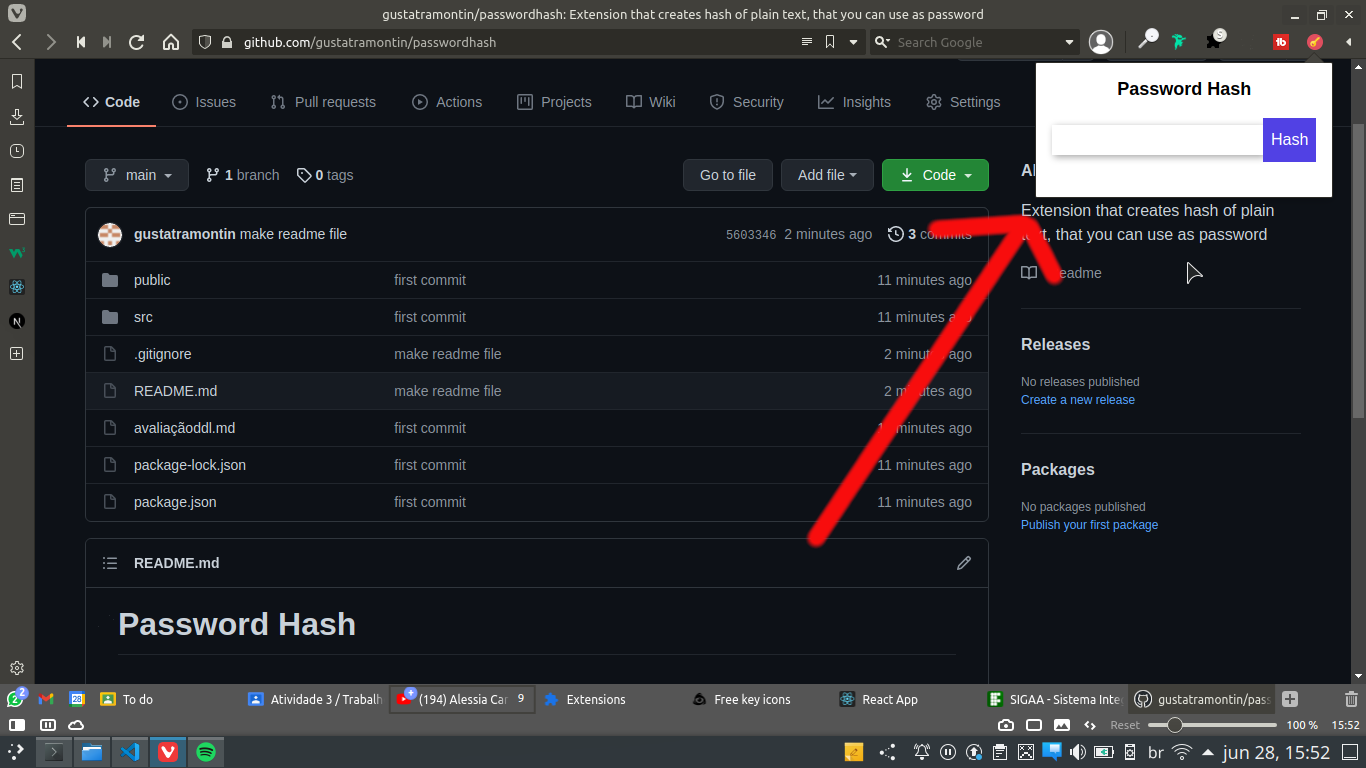 gustatramontin/passwordhash: Extension that creates hash of plain text, that you can use as password
github.com/gustatramontin/passwordhash
Search Google
S
fb
Code Issues Pull requests Actions Projects Wiki Security Insights Settings
Password Hash
Hash
main 1 branch 0 tags Go to file Add file Code
gustatramontin make readme file 5603346 2 minutes ago 3 commits
public first commit 11 minutes ago
src first commit 11 minutes ago
.gitignore make readme file 2 minutes ago
README.md make readme file 2 minutes ago
avaliaçãoddl.md first commit 11 minutes ago
package-lock.json first commit 11 minutes ago
package.json first commit 11 minutes ago
Extension that creates hash of plain
text, that you can use as password
Readme
Releases
No releases published
Create a new release
Packages
No packages published
Publish your first package
README.md
Password Hash
2 28 To do Atividade 3 / Trabalh (194) Alessia Car 9 Extensions Free key icons React App SIGAA - Sistema Integ gustatramontin/pass
Reset 100 % 15:52
br jun 28, 15:52